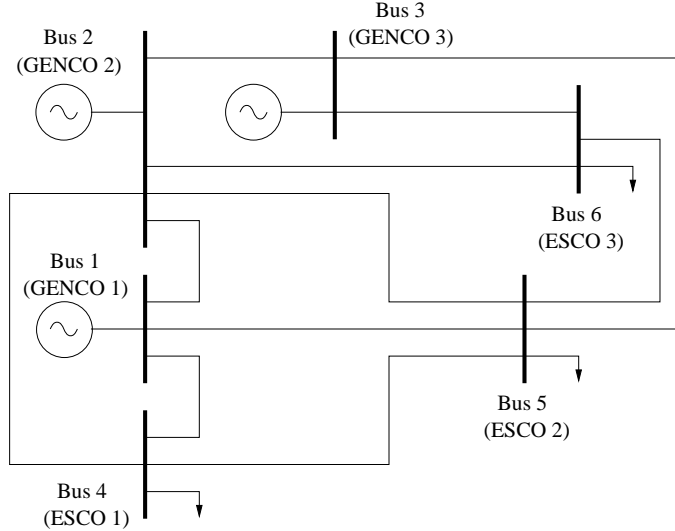 Bus 2
(GENCO 2)
Bus 3
(GENCO 3)
Bus 6
(ESCO 3)
Bus 1
(GENCO 1)
Bus 5
(ESCO 2)
Bus 4
(ESCO 1)